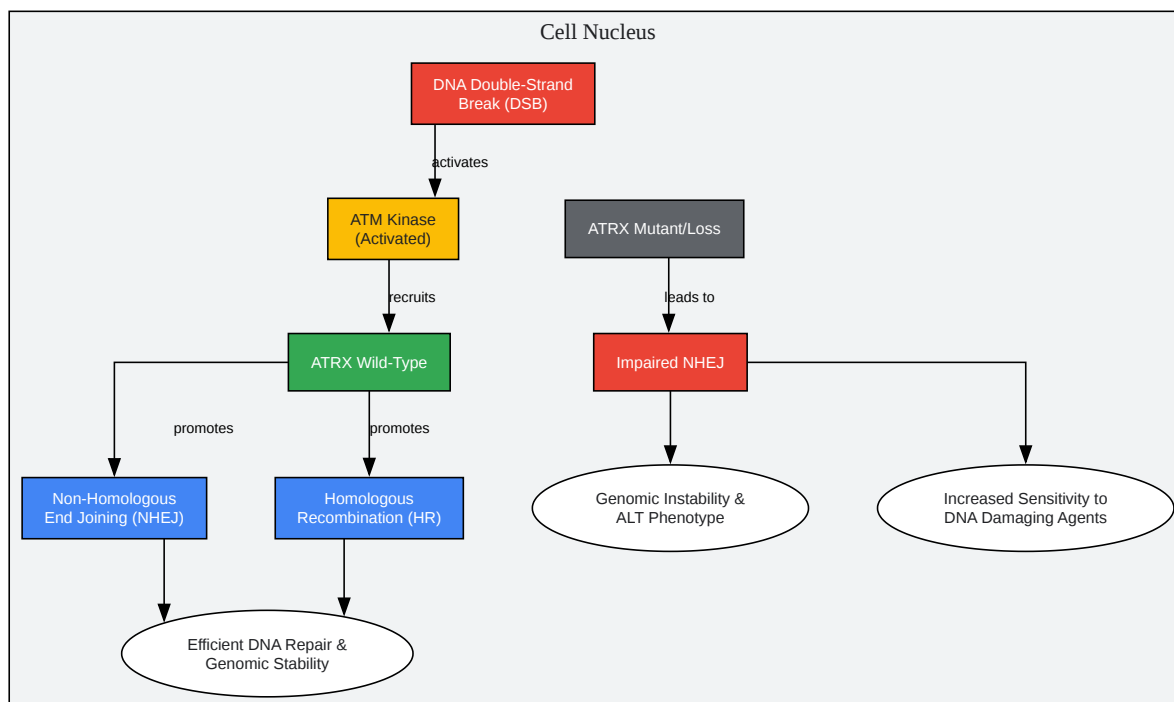 Cell Nucleus
DNA Double-Strand
Break (DSB)
activates
ATM Kinase
(Activated)
ATRX Mutant/Loss
recruits
leads to
ATRX Wild-Type
Impaired NHEJ
promotes
promotes
Non-Homologous
End Joining (NHEJ)
Homologous
Recombination (HR)
Genomic Instability &
ALT Phenotype
Increased Sensitivity to
DNA Damaging Agents
Efficient DNA Repair &
Genomic Stability